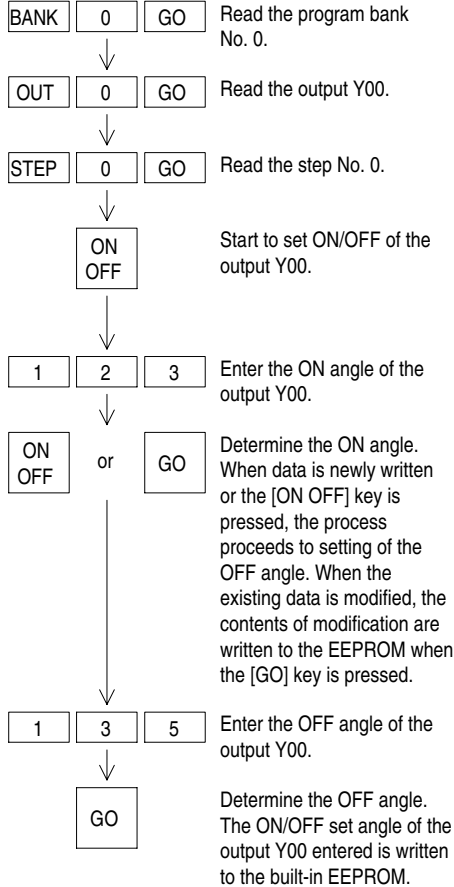 BANK 0 GO Read the program bank
No. 0.
OUT 0 GO Read the output Y00.
STEP 0 GO Read the step No. 0.
ON
OFF
Start to set ON/OFF of the
output Y00.
1 2 3 Enter the ON angle of the
output Y00.
ON
OFF
or
GO
Determine the ON angle.
When data is newly written
or the [ON OFF] key is
pressed, the process
proceeds to setting of the
OFF angle. When the
existing data is modified, the
contents of modification are
written to the EEPROM when
the [GO] key is pressed.
1 3 5 Enter the OFF angle of the
output Y00.
GO
Determine the OFF angle.
The ON/OFF set angle of the
output Y00 entered is written
to the built-in EEPROM.